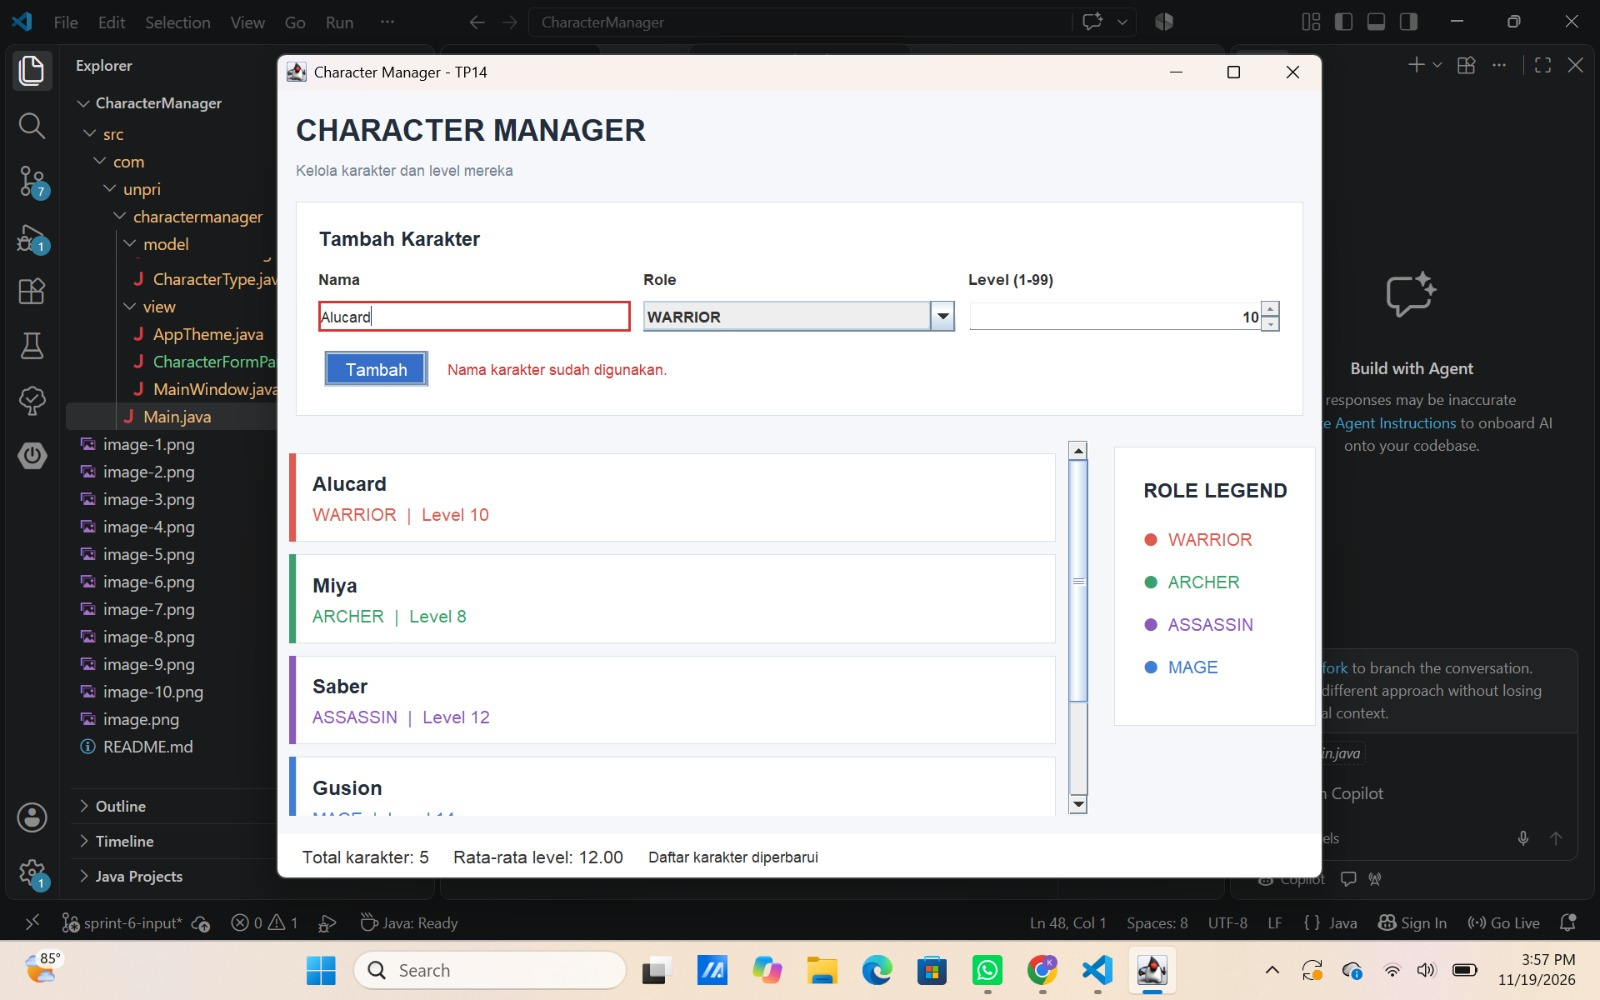 File Edit Selection View Go Run ···
CharacterManager
Explorer
CharacterManager
src
com
unpri
charactermanager
model
CharacterType.jav
view
AppTheme.java
CharacterFormPa
MainWindow.java
Main.java
image-1.png
image-2.png
image-3.png
image-4.png
image-5.png
image-6.png
image-7.png
image-8.png
image-9.png
image-10.png
image.png
README.md
Outline
Timeline
Java Projects
7
1
1
Character Manager - TP14
CHARACTER MANAGER
Kelola karakter dan level mereka
Tambah Karakter
Nama Role Level (1-99)
Alucard WARRIOR 10
Tambah Nama karakter sudah digunakan.
Alucard
WARRIOR | Level 10
Miya
ARCHER | Level 8
Saber
ASSASSIN | Level 12
Gusion
ROLE LEGEND
WARRIOR
ARCHER
ASSASSIN
MAGE
Total karakter: 5 Rata-rata level: 12.00 Daftar karakter diperbarui
Build with Agent
responses may be inaccurate
e Agent Instructions to onboard AI
onto your codebase.
fork to branch the conversation.
different approach without losing
al context.
in.java
Copilot
els
Copilot
sprint-6-input* 0 1 Java: Ready
Ln 48, Col 1 Spaces: 8 UTF-8 LF { } Java Sign In Go Live
85°
Search
3:57 PM
11/19/2026